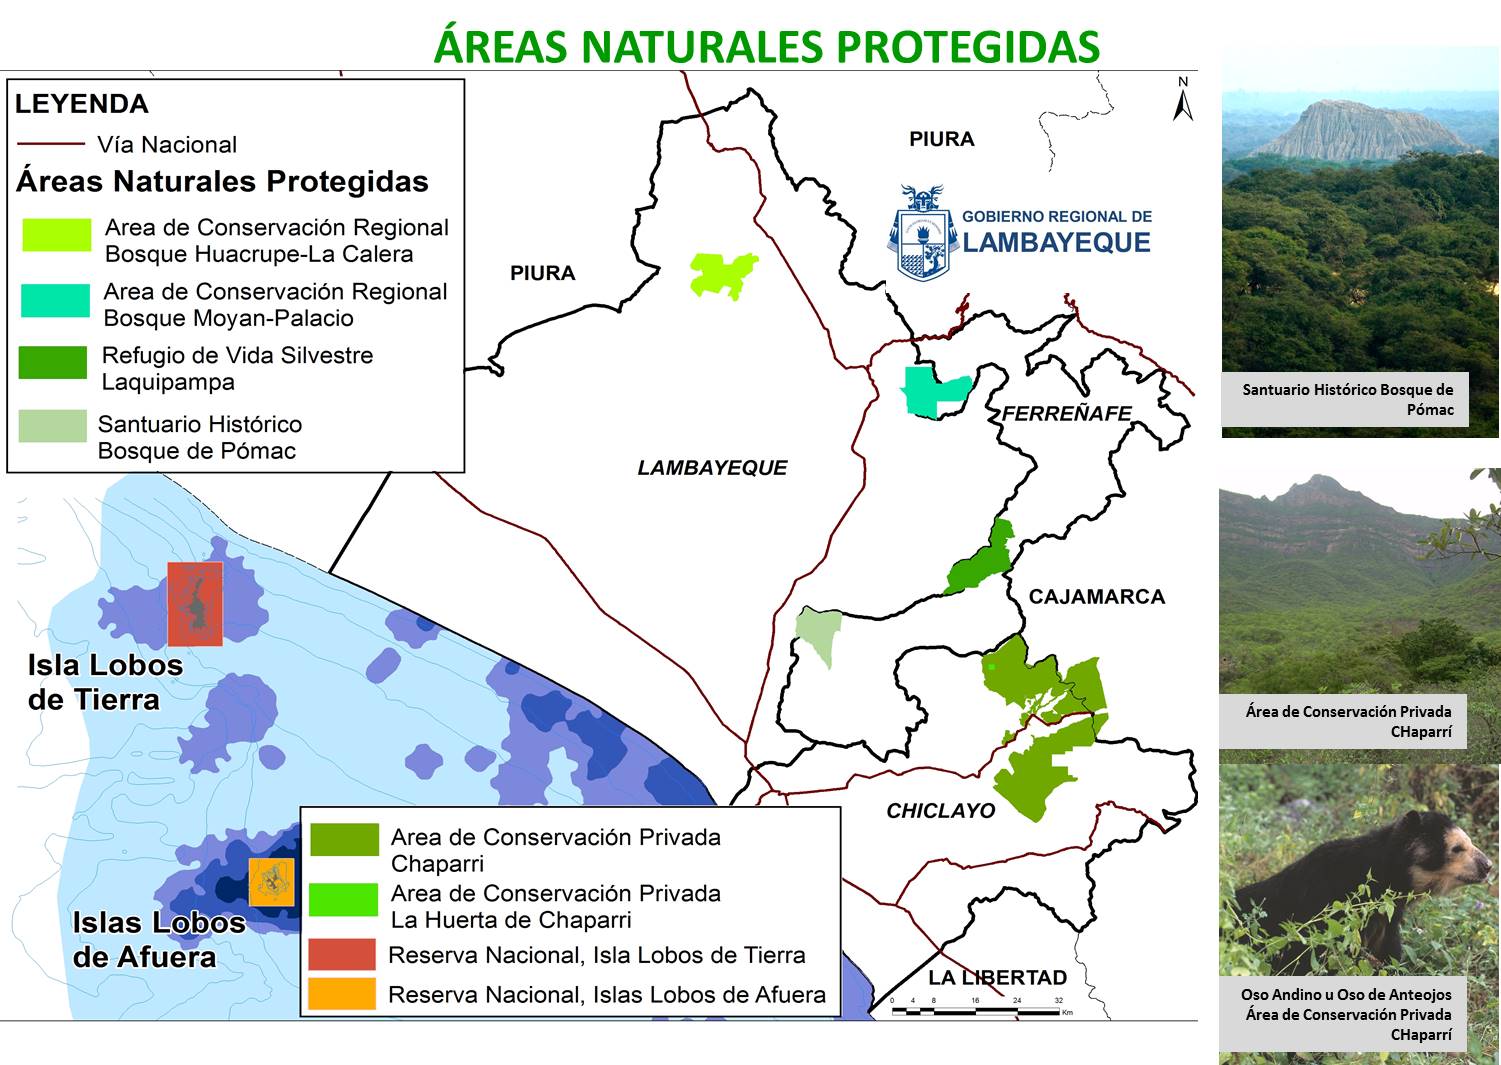 ÁREAS NATURALES PROTEGIDAS
LEYENDA
Vía Nacional
Áreas Naturales Protegidas
Area de Conservación Regional
Bosque Huacrupe-La Calera
Area de Conservación Regional
Bosque Moyan-Palacio
Refugio de Vida Silvestre
Laquipampa
Santuario Histórico
Bosque de Pómac
N
PIURA
GOBIERNO REGIONAL DE
LAMBAYEQUE
PIURA
FERREÑAFE
LAMBAYEQUE
CAJAMARCA
Isla Lobos
de Tierra
CHICLAYO
Islas Lobos
de Afuera
Area de Conservación Privada
Chaparri
Area de Conservación Privada
La Huerta de Chaparri
Reserva Nacional, Isla Lobos de Tierra
Reserva Nacional, Islas Lobos de Afuera
LA LIBERTAD
0 4 8 16 24 32
Km
Santuario Histórico Bosque de
Pómac
Área de Conservación Privada
CHaparrí
Oso Andino u Oso de Anteojos
Área de Conservación Privada
CHaparrí